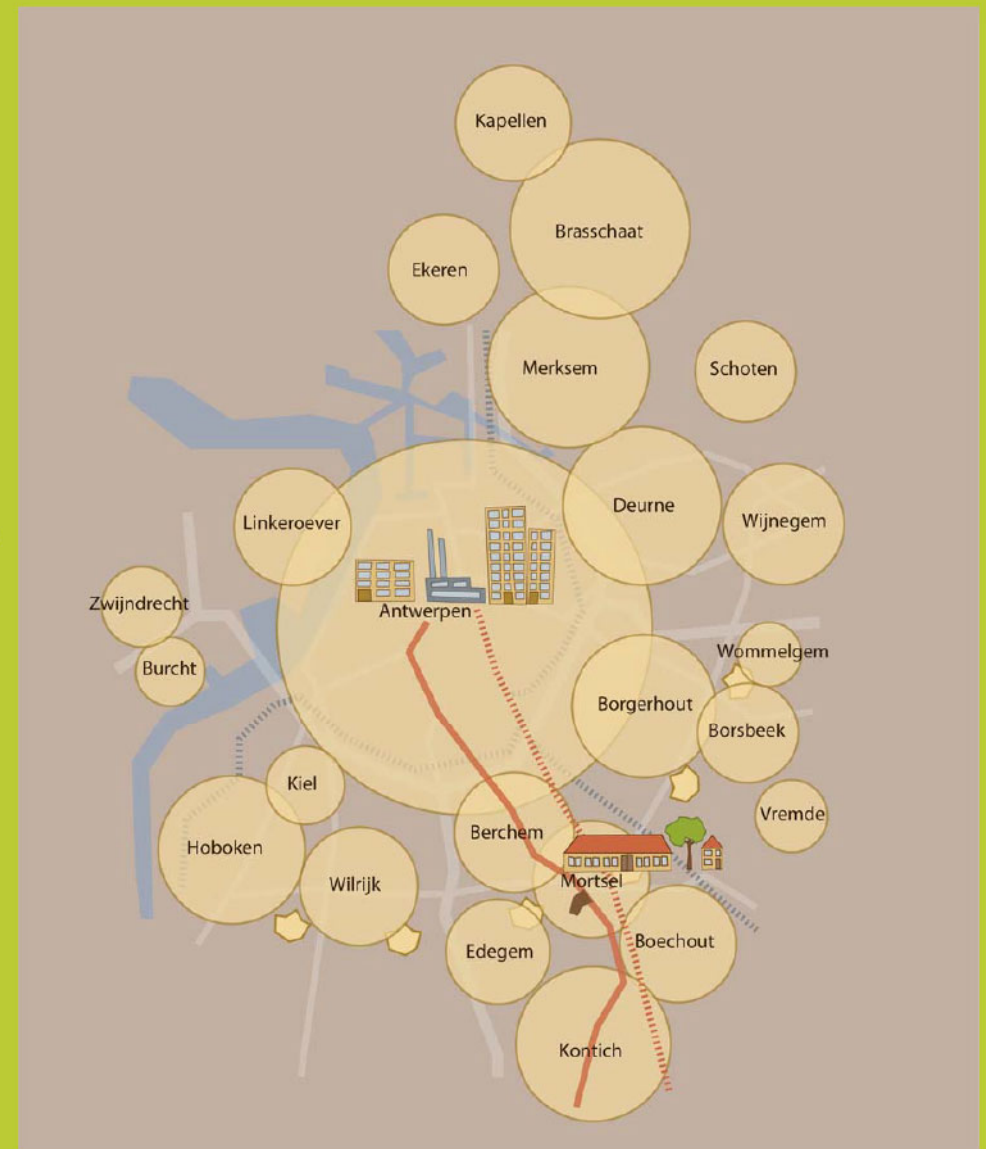 Kapellen
Brasschaat
Ekeren
Merksem
Schoten
Deurne
Linkeroever
Wijnegem
Zwijndrecht
Antwerpen
Wommelgem
Burcht
Borgerhout
Borsbeek
Kiel
Vremde
Berchem
Hoboken
Wilrijk
Mortsel
Boechout
Edegem
Kontich